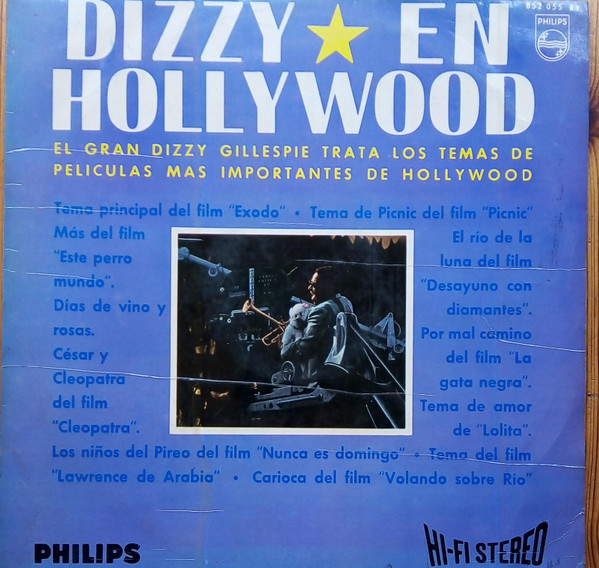 852 055 BY
PHILIPS
DIZZY ★ EN
HOLLYWOOD
EL GRAN DIZZY GILLESPIE TRATA LOS TEMAS DE
PELICULAS MAS IMPORTANTES DE HOLLYWOOD
Tema principal del film "Exodo" • Tema de Picnic del film "Picnic"
Más del film
"Este perro
mundo".
Días de vino y
rosas.
César y
Cleopatra
del film
"Cleopatra".
El río de la
luna del film
"Desayuno con
diamantes".
Por mal camino
del film "La
gata negra".
Tema de amor
de "Lolita".
Los niños del Pireo del film "Nunca es domingo" • Tema del film
"Lawrence de Arabia" • Carioca del film "Volando sobre Río"
PHILIPS
HI-FI STEREO